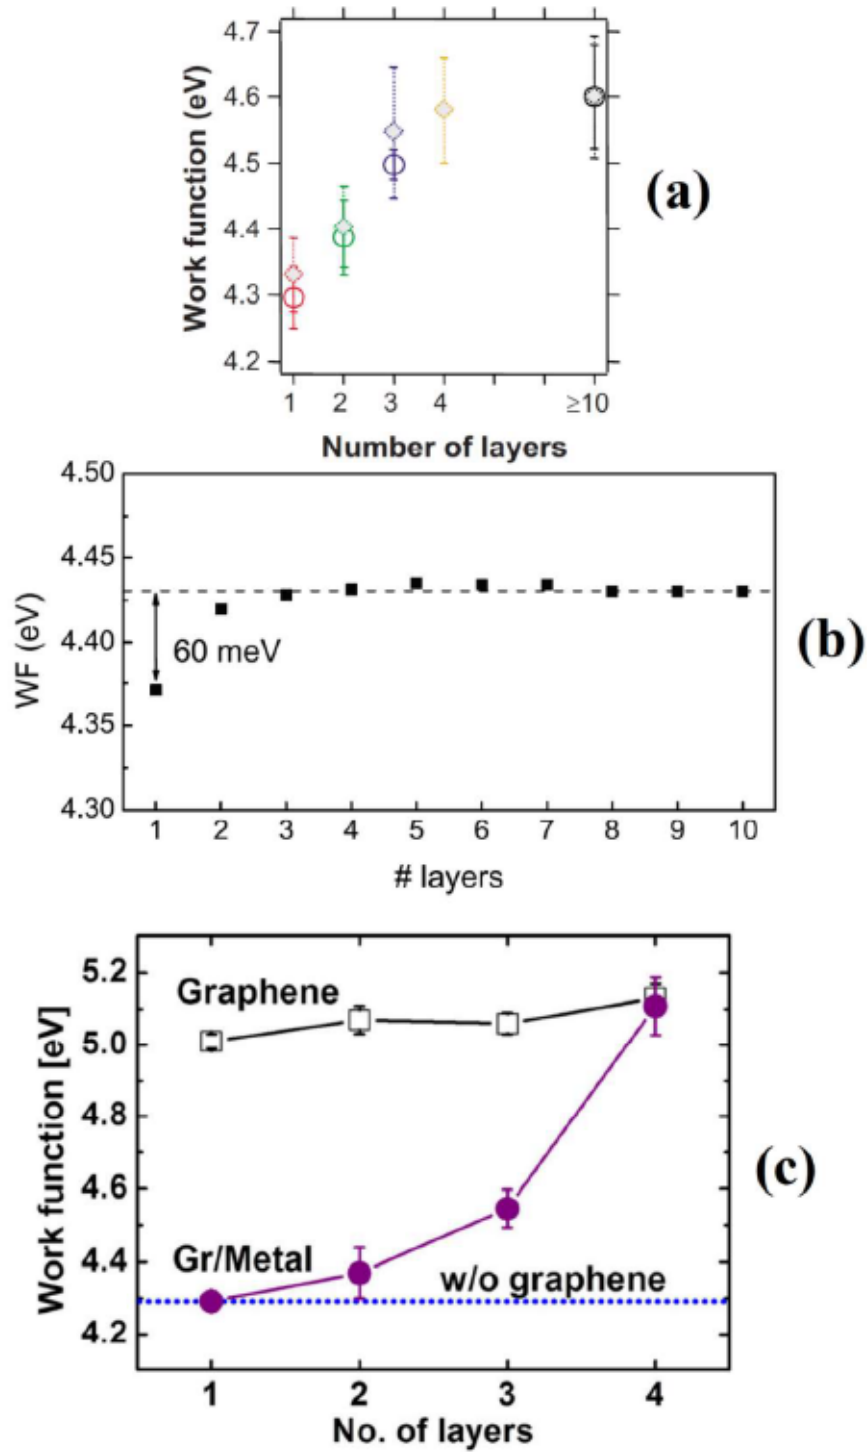 4.7
4.6
4.5
4.4
4.3
4.2
Work function (eV)
1 2 3 4 ≥10
Number of layers
(a)
4.50
4.45
4.40
4.35
4.30
WF (eV)
60 meV
1 2 3 4 5 6 7 8 9 10
# layers
(b)
5.2
5.0
4.8
4.6
4.4
4.2
Work function [eV]
Graphene
Gr/Metal
w/o graphene
1 2 3 4
No. of layers
(c)